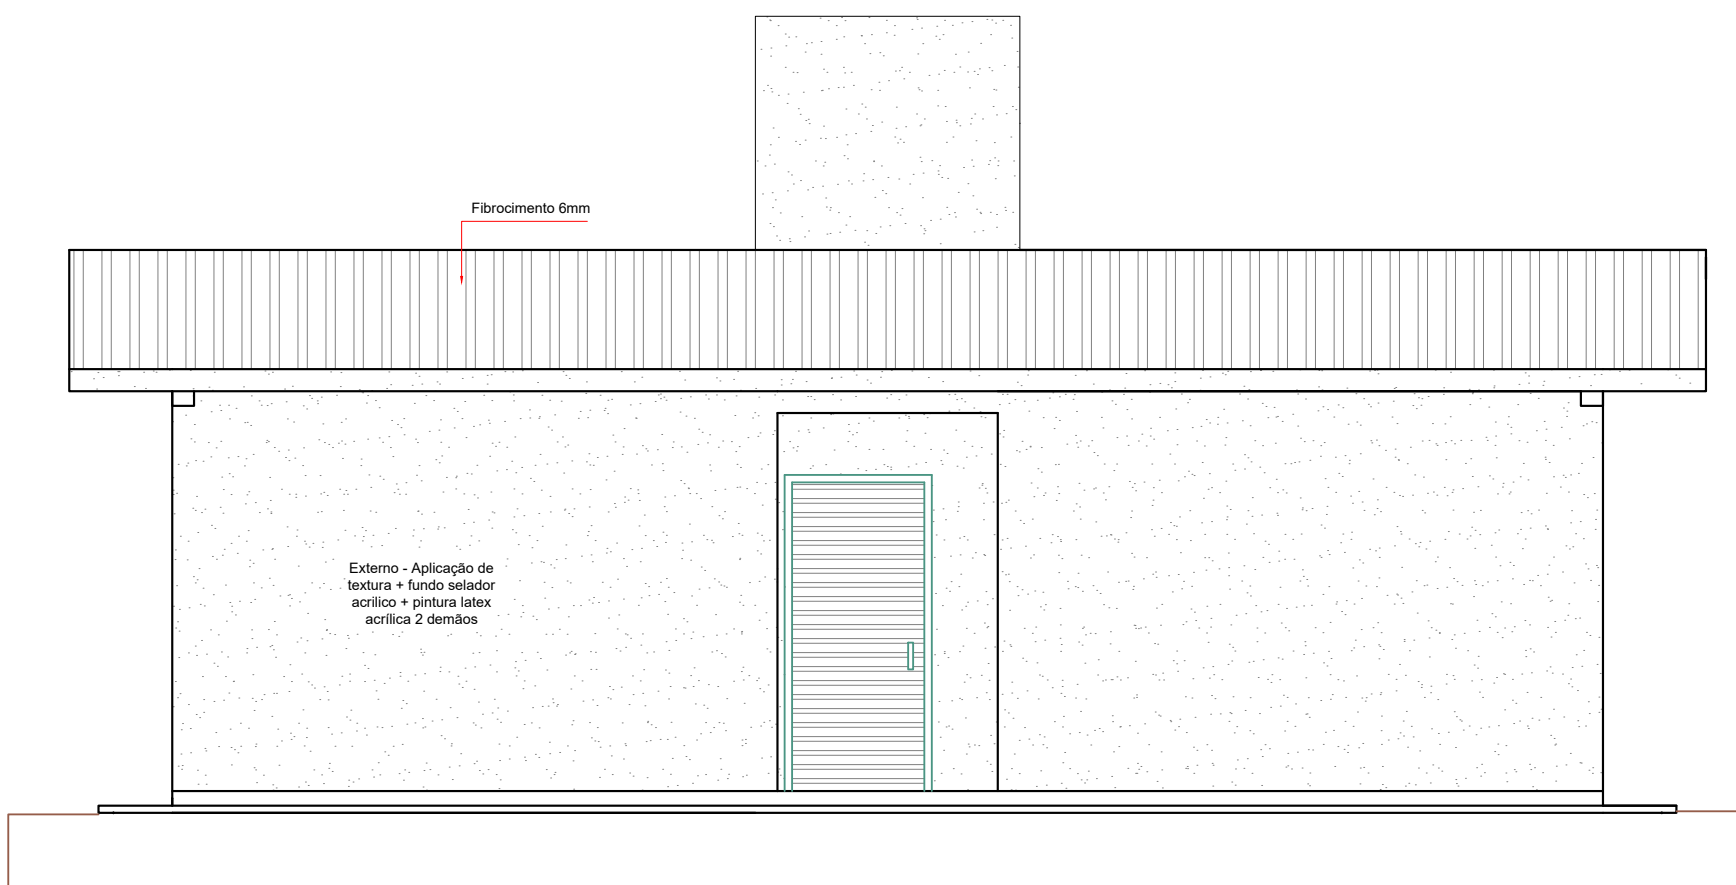 Fibrocimento 6mm
Externo - Aplicação de
textura + fundo selador
acrilico + pintura latex
acrílica 2 demãos